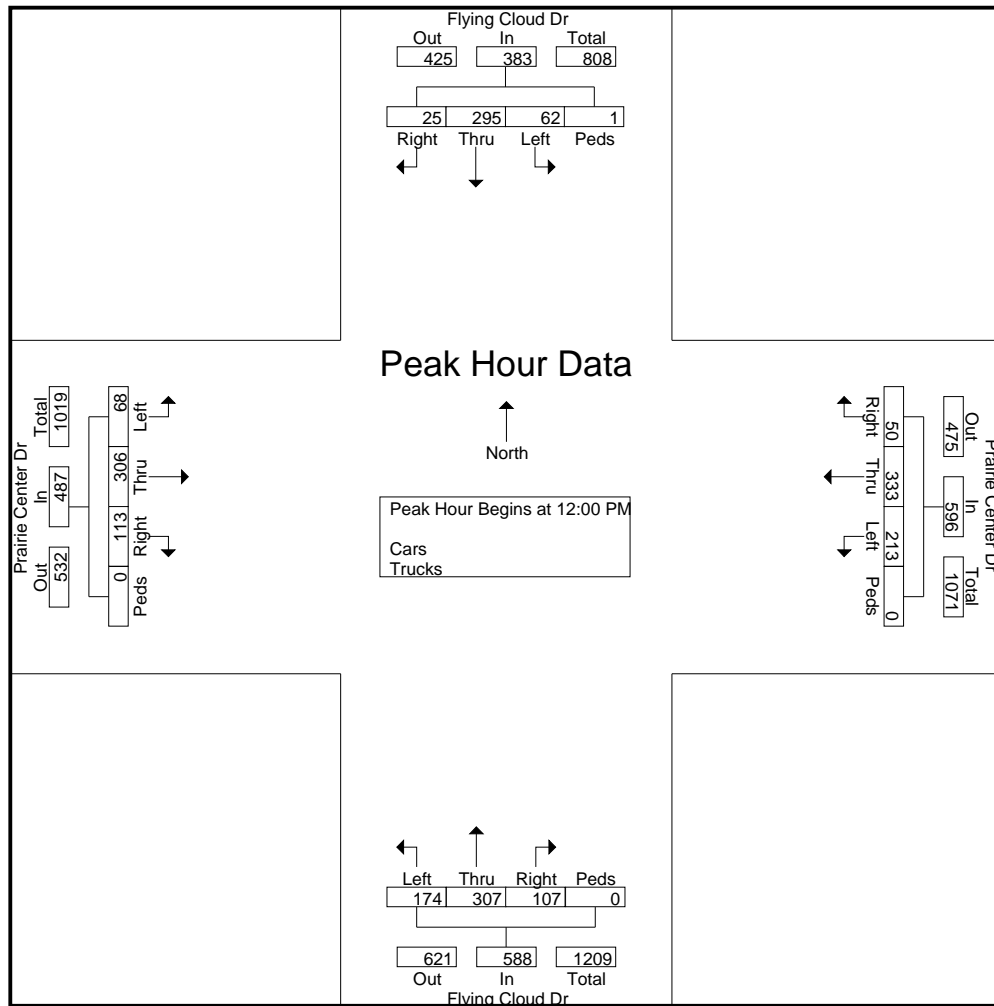 Flying Cloud Dr
Out In Total
425 383 808
25 295 62 1
Right Thru Left Peds
Peak Hour Data
North
Peak Hour Begins at 12:00 PM
Cars
Trucks
Prairie Center Dr
Out In Total
532 487 1019
68 306 113 0
Left Thru Right Peds
Prairie Center Dr
Out In Total
475 596 1071
50 333 213 0
Right Thru Left Peds
Left Thru Right Peds
174 307 107 0
621 588 1209
Out In Total
Flying Cloud Dr